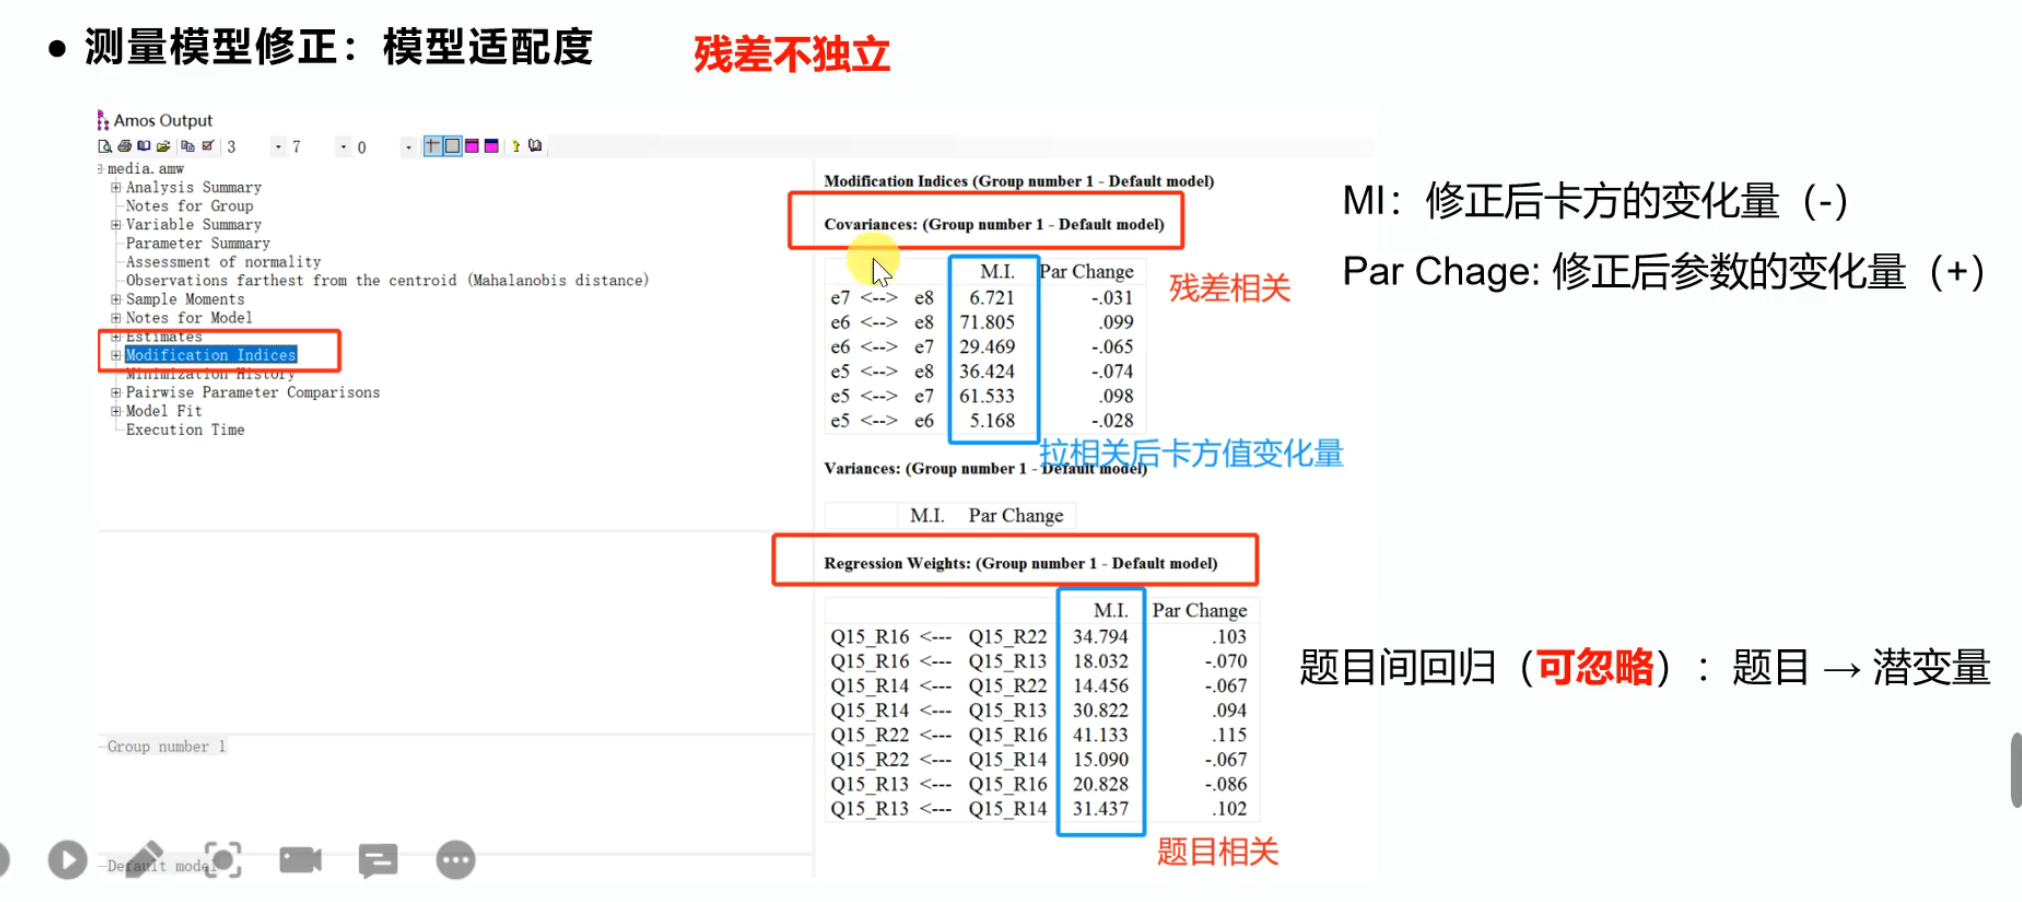 • 测量模型修正：模型适配度
残差不独立
Amos Output
3 7 0
media.amw
Analysis Summary
Notes for Group
Variable Summary
Parameter Summary
Assessment of normality
Observations farthest from the centroid (Mahalanobis distance)
Sample Moments
Notes for Model
Estimates
Modification Indices
Minimization History
Pairwise Parameter Comparisons
Model Fit
Execution Time
Group number 1
Default model
Modification Indices (Group number 1 - Default model)
Covariances: (Group number 1 - Default model)
M.I. Par Change
e7 <--> e8 6.721 -.031
e6 <--> e8 71.805 .099
e6 <--> e7 29.469 -.065
e5 <--> e8 36.424 -.074
e5 <--> e7 61.533 .098
e5 <--> e6 5.168 -.028
残差相关
拉相关后卡方值变化量
Variances: (Group number 1 - Default model)
M.I. Par Change
Regression Weights: (Group number 1 - Default model)
M.I. Par Change
Q15_R16 <--- Q15_R22 34.794 .103
Q15_R16 <--- Q15_R13 18.032 -.070
Q15_R14 <--- Q15_R22 14.456 -.067
Q15_R14 <--- Q15_R13 30.822 .094
Q15_R22 <--- Q15_R16 41.133 .115
Q15_R22 <--- Q15_R14 15.090 -.067
Q15_R13 <--- Q15_R16 20.828 -.086
Q15_R13 <--- Q15_R14 31.437 .102
题目相关
MI：修正后卡方的变化量（-）
Par Chage: 修正后参数的变化量（+）
题目间回归（可忽略）：题目 → 潜变量